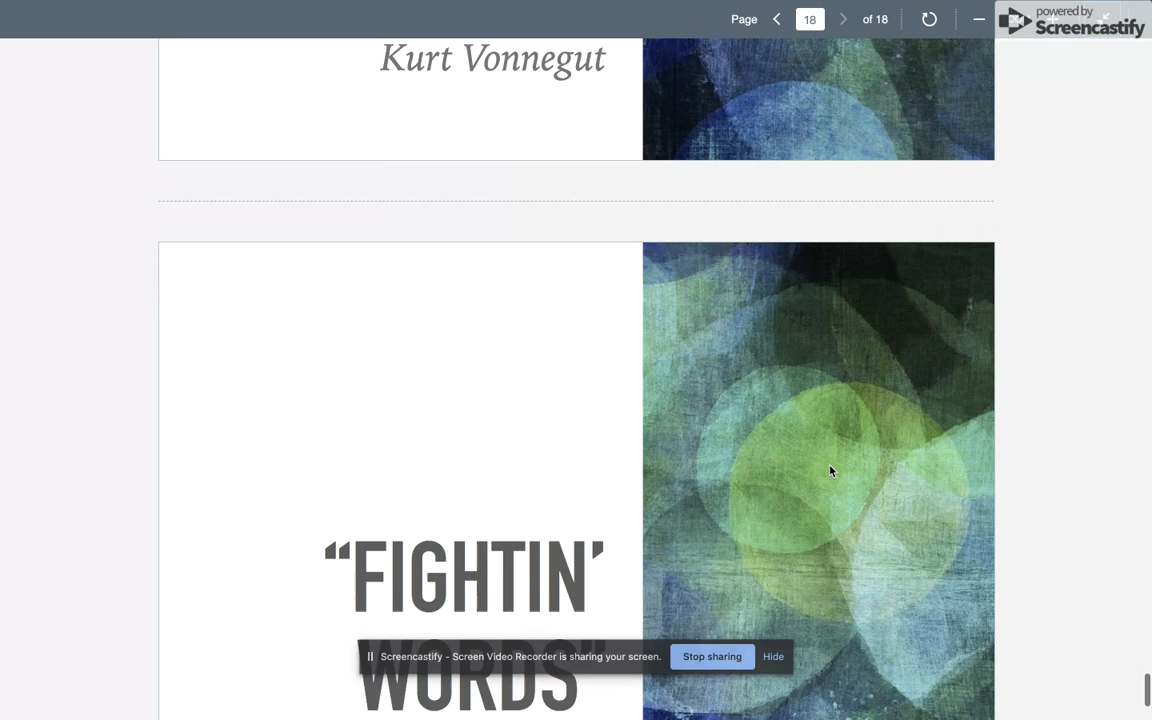 Page 18 of 18
powered by
Screencastify
Kurt Vonnegut
“FIGHTIN’
WORDS”
Screencastify - Screen Video Recorder is sharing your screen. Stop sharing Hide